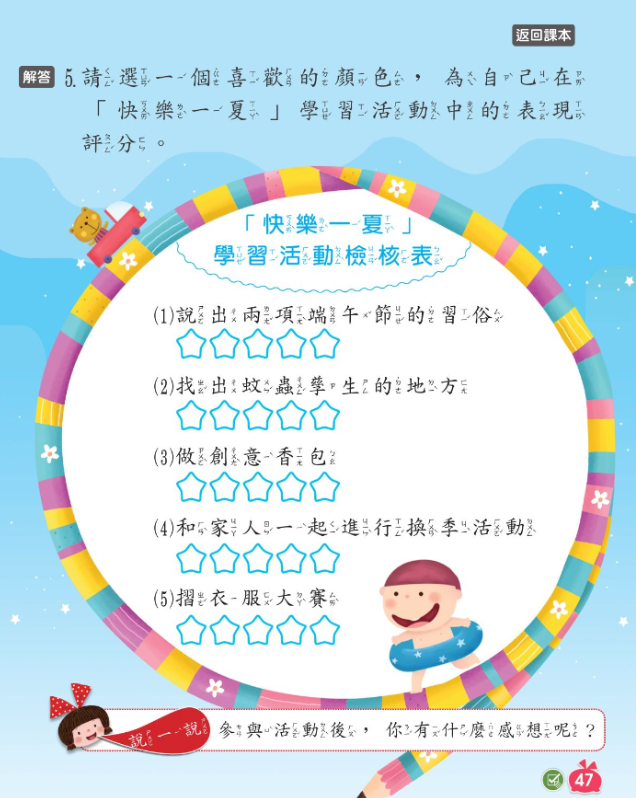 返回課本
解答 5.請選一個喜歡的顏色，為自己在
「快樂一夏」學習活動中的表現
評分。
「快樂一夏」
學習活動檢核表
(1)說出兩項端午節的習俗
(2)找出蚊蟲孳生的地方
(3)做創意香包
(4)和家人一起進行換季活動
(5)摺衣服大賽
說一說 參與活動後，你有什麼感想呢？
47